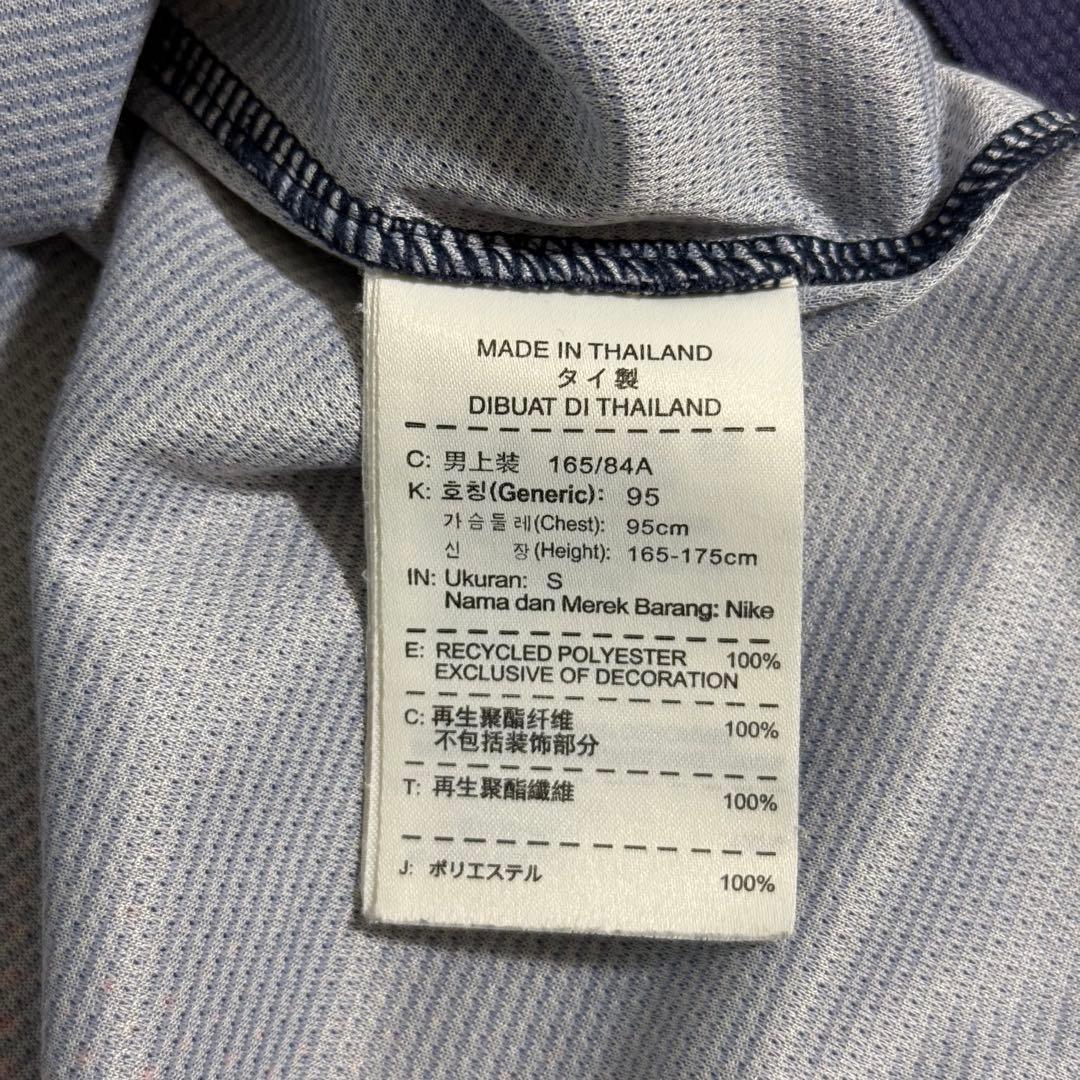 MADE IN THAILAND
タイ製
DIBUAT DI THAILAND
C: 男上装 165/84A
K: 호칭(Generic): 95
가슴둘레(Chest): 95cm
신 장(Height): 165-175cm
IN: Ukuran: S
Nama dan Merek Barang: Nike
E: RECYCLED POLYESTER 100%
EXCLUSIVE OF DECORATION
C: 再生聚酯纤维 100%
不包括装饰部分
T: 再生聚酯纖維 100%
J: ポリエステル 100%